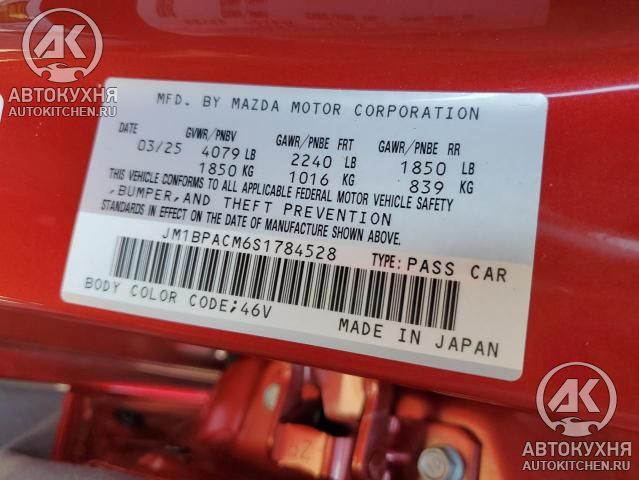 АВТОКУХНЯ
AUTOKITCHEN.RU
MFD. BY MAZDA MOTOR CORPORATION
DATE GVWR/PNBV GAWR/PNBE FRT GAWR/PNBE RR
03/25 4079 LB 2240 LB 1850 LB
1850 KG 1016 KG 839 KG
THIS VEHICLE CONFORMS TO ALL APPLICABLE FEDERAL MOTOR VEHICLE SAFETY
,BUMPER,AND THEFT PREVENTION
STANDARDS IN EFFECT ON THE DATE OF MANUFACTURE SHOWN ABOVE.
JM1BPACM6S1784528 TYPE: PASS CAR
BODY COLOR CODE;46V MADE IN JAPAN
АК
АВТОКУХНЯ
AUTOKITCHEN.RU